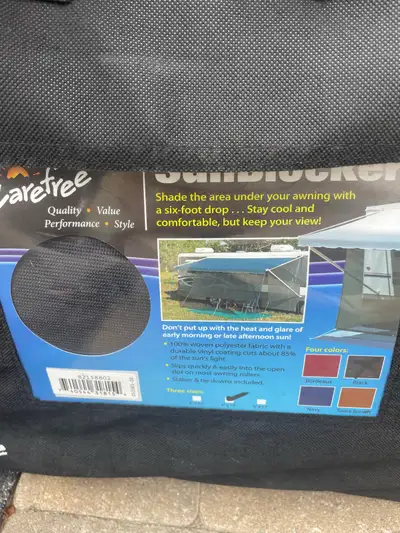 Carefree
Quality • Value
Performance • Style
SunBlocker
Shade the area under your awning with
a six-foot drop . . . Stay cool and
comfortable, but keep your view!
Don't put up with the heat and glare of
early morning or late afternoon sun!
• 100% woven polyester fabric with a
durable vinyl coating cuts about 85%
of the sun's light
• Slips quickly & easily into the open
slot on most awning rollers.
• Stakes & tie downs included.
Three sizes:
Four colors:
Bordeaux
Black
Navy
82158802